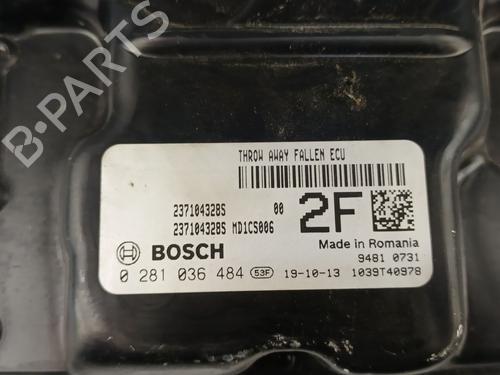 THROW AWAY FALLEN ECU
237104328S 00
237104328S MD1CS006
2F
BOSCH
Made in Romania
9481 0731
0 281 036 484 53F 19-10-13 1039T40978
B-PARTS